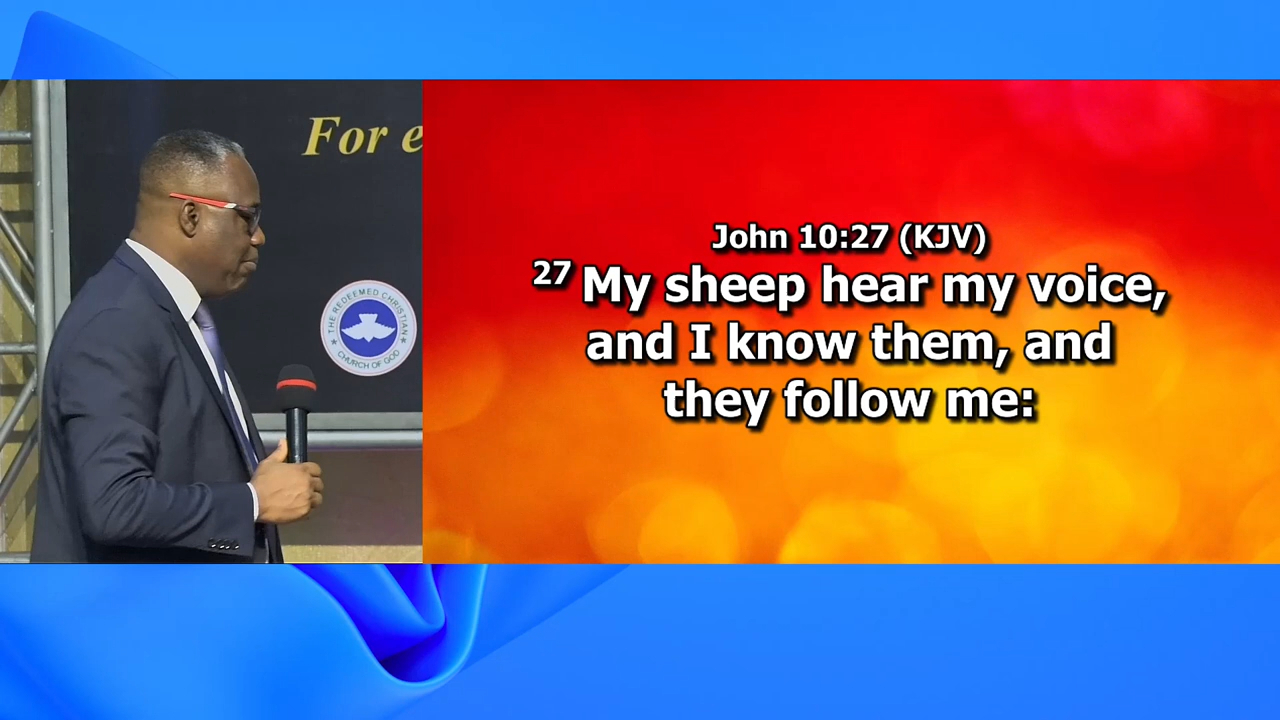 For e
THE REDEEMED CHRISTIAN
CHURCH OF GOD
John 10:27 (KJV)
27 My sheep hear my voice,
and I know them, and
they follow me: